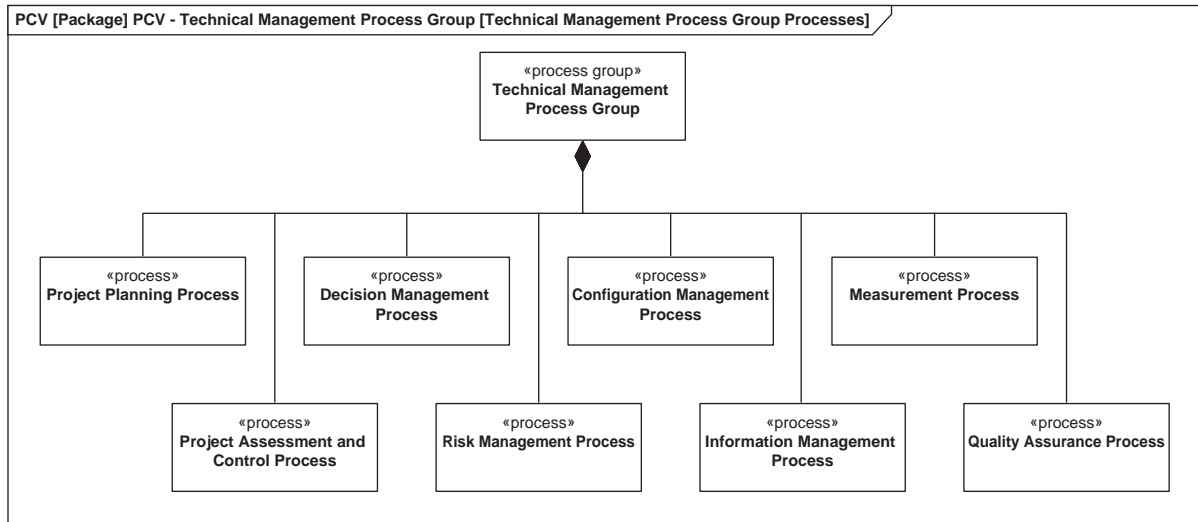 PCV [Package] PCV - Technical Management Process Group [Technical Management Process Group Processes]
«process group»
Technical Management
Process Group
«process»
Project Planning Process
«process»
Decision Management
Process
«process»
Configuration Management
Process
«process»
Measurement Process
«process»
Project Assessment and
Control Process
«process»
Risk Management Process
«process»
Information Management
Process
«process»
Quality Assurance Process